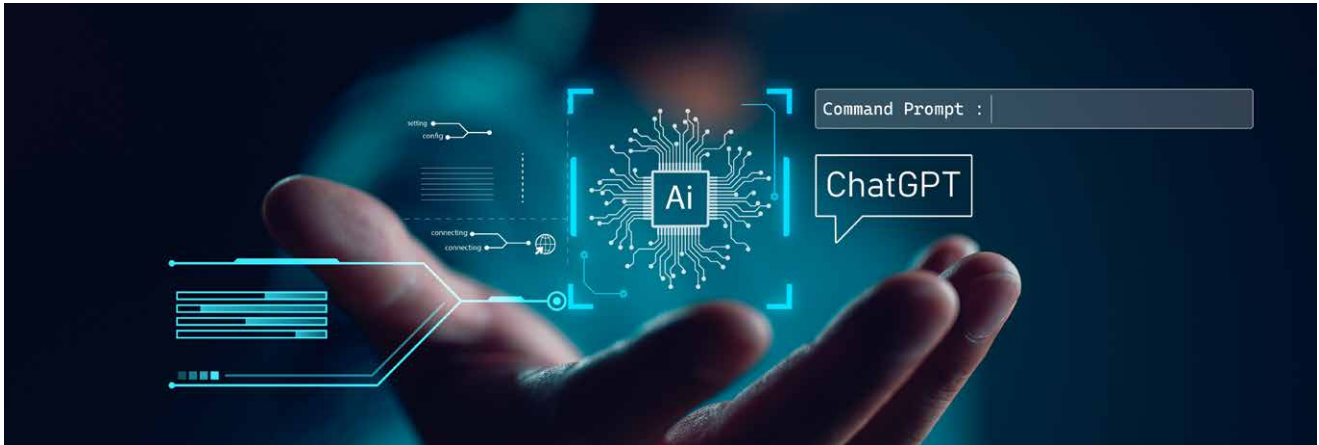 setting
config
connecting
connecting
Ai
Command Prompt :
ChatGPT